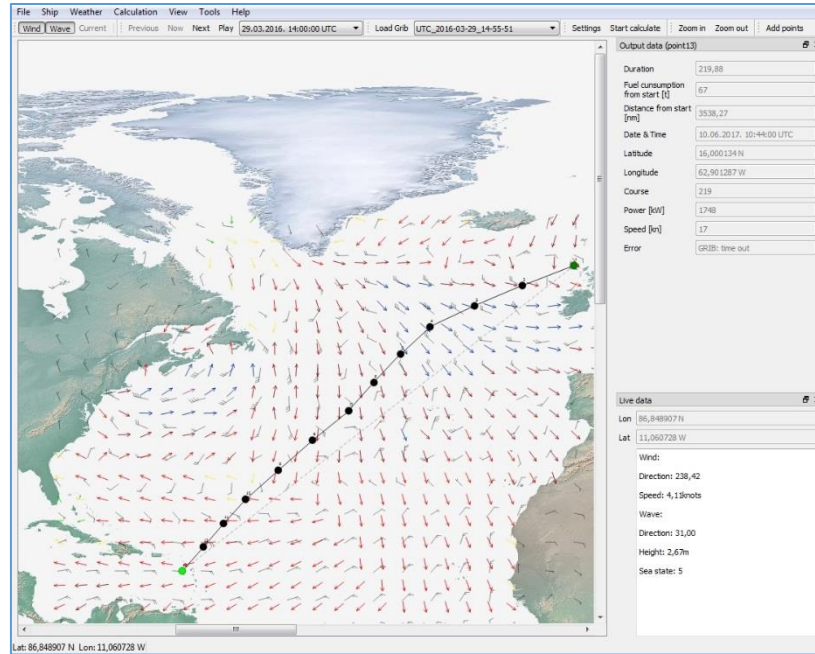 File Ship Weather Calculation View Tools Help
Wind Wave Current Previous Now Next Play 29.03.2016. 14:00:00 UTC Load Grib UTC_2016-03-29_14-55-51 Settings Start calculate Zoom in Zoom out Add points
Output data (point13)
Duration 219,88
Fuel cunsumption
from start [t] 67
Distance from start
[nm] 3538,27
Date & Time 10.06.2017. 10:44:00 UTC
Latitude 16,000134 N
Longitude 62,901287 W
Course 219
Power [kW] 1748
Speed [kn] 17
Error GRIB: time out
Live data
Lon 86,848907 N
Lat 11,060728 W
Wind:
Direction: 238,42
Speed: 4,11knots
Wave:
Direction: 31,00
Height: 2,67m
Sea state: 5
Lat: 86,848907 N Lon: 11,060728 W